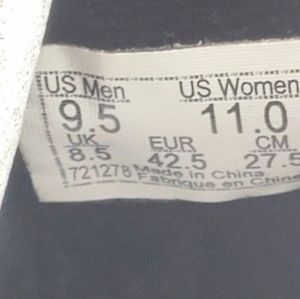 US Men US Women
9.5 11.0
UK EUR CM
8.5 42.5 27.5
721278 Made in China
Fabrique en Chine